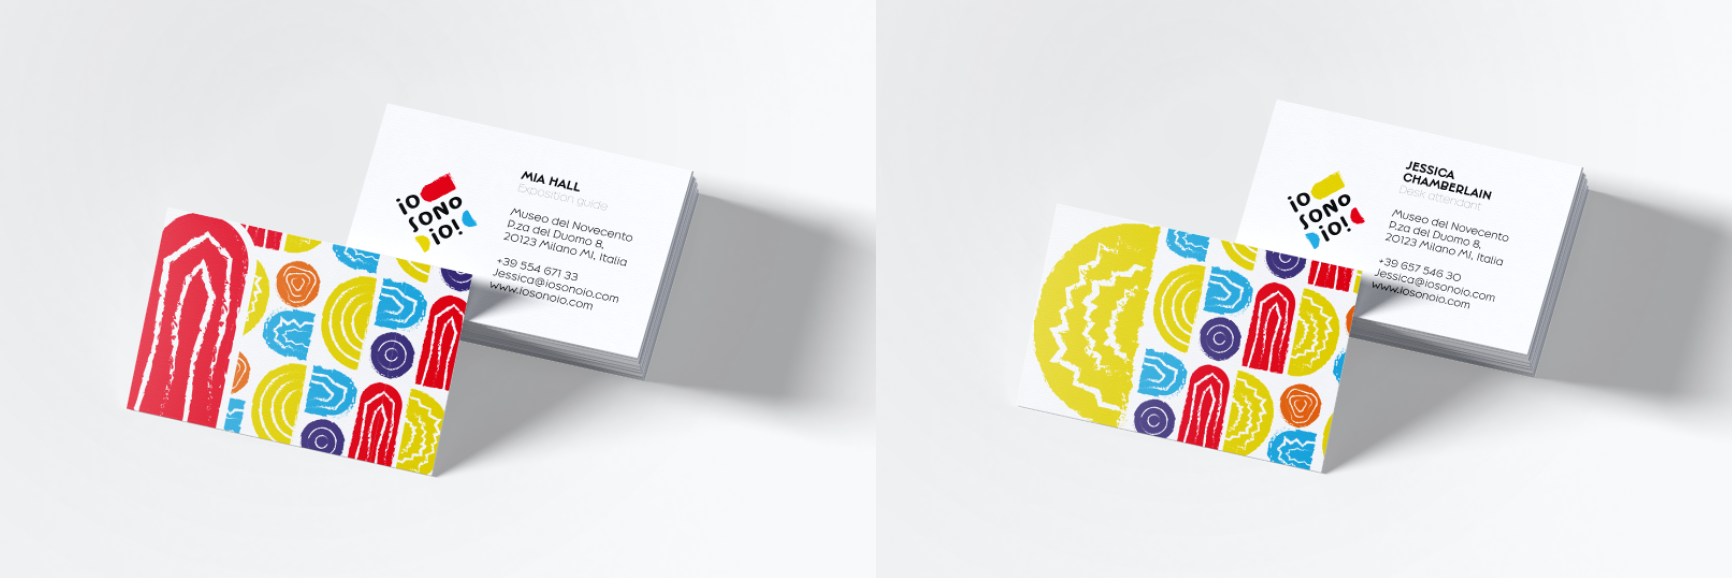 io
sono
io!
MIA HALL
Exposition guide
Museo del Novecento
P.za del Duomo 8,
20123 Milano MI, Italia
+39 554 671 33
Jessica@iosonoio.com
www.iosonoio.com
io
sono
io!
JESSICA
CHAMBERLAIN
Desk attendant
Museo del Novecento
P.za del Duomo 8,
20123 Milano MI, Italia
+39 657 546 30
Jessica@iosonoio.com
www.iosonoio.com